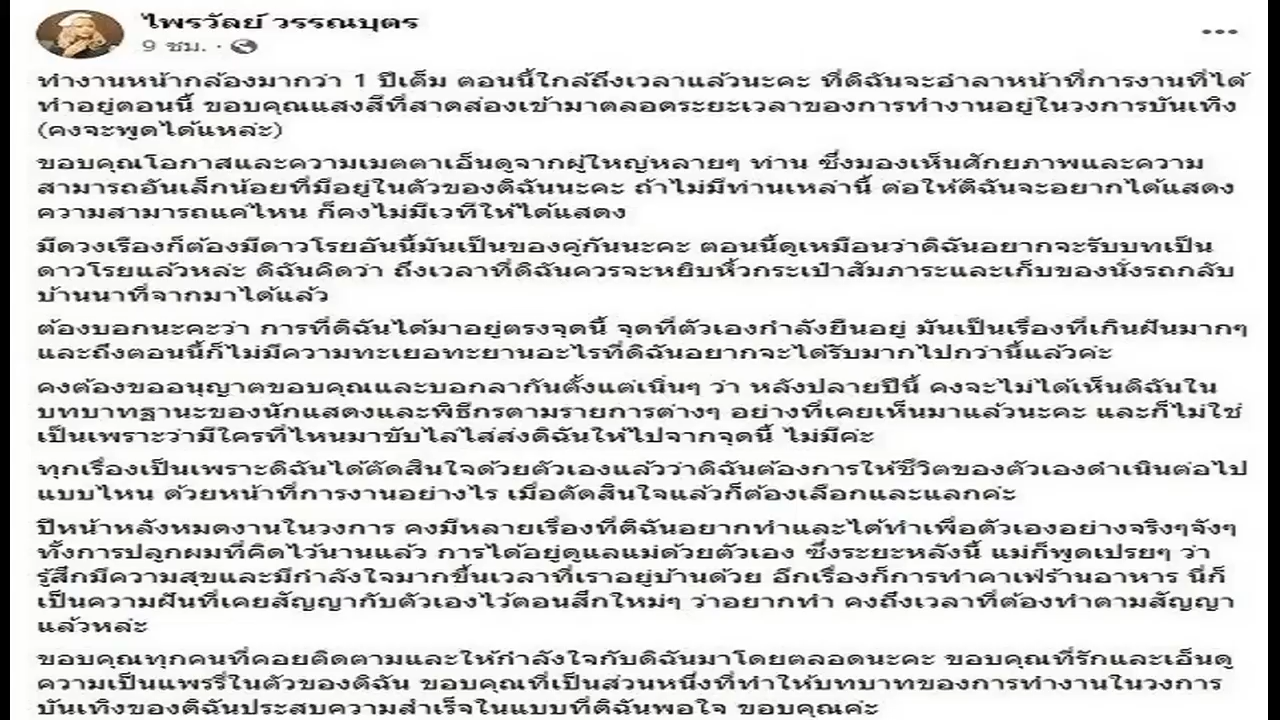 ไพรวัลย์ วรรณบุตร
9 ชม. ·
ทำงานหน้ากล้องมากว่า 1 ปีเต็ม ตอนนี้ใกล้ถึงเวลาแล้วนะคะ ที่ดิฉันจะอำลาหน้าที่การงานที่ได้
ทำอยู่ตอนนี้ ขอบคุณแสงสีที่สาดส่องเข้ามาตลอดระยะเวลาของการทำงานอยู่ในวงการบันเทิง
(คงจะพูดได้แหล่ะ)
ขอบคุณโอกาสและความเมตตาเอ็นดูจากผู้ใหญ่หลายๆ ท่าน ซึ่งมองเห็นศักยภาพและความ
สามารถอันเล็กน้อยที่มีอยู่ในตัวของดิฉันนะคะ ถ้าไม่มีท่านเหล่านี้ ต่อให้ดิฉันจะอยากได้แสดง
ความสามารถแค่ไหน ก็คงไม่มีเวทีให้ได้แสดง
มีดวงเรืองก็ต้องมีดาวโรยอันนี้มันเป็นของคู่กันนะคะ ตอนนี้ดูเหมือนว่าดิฉันอยากจะรับบทเป็น
ดาวโรยแล้วหล่ะ ดิฉันคิดว่า ถึงเวลาที่ดิฉันควรจะหยิบหิ้วกระเป๋าสัมภาระและเก็บของนั่งรถกลับ
บ้านนาที่จากมาได้แล้ว
ต้องบอกนะคะว่า การที่ดิฉันได้มาอยู่ตรงจุดนี้ จุดที่ตัวเองกำลังยืนอยู่ มันเป็นเรื่องที่เกินฝันมากๆ
และถึงตอนนี้ก็ไม่มีความทะเยอทะยานอะไรที่ดิฉันอยากจะได้รับมากไปกว่านี้แล้วค่ะ
คงต้องขออนุญาตขอบคุณและบอกลากันตั้งแต่เนิ่นๆ ว่า หลังปลายปีนี้ คงจะไม่ได้เห็นดิฉันใน
บทบาทฐานะของนักแสดงและพิธีกรตามรายการต่างๆ อย่างที่เคยเห็นมาแล้วนะคะ และก็ไม่ใช่
เป็นเพราะว่ามีใครที่ไหนมาขับไล่ไสส่งดิฉันให้ไปจากจุดนี้ ไม่มีค่ะ
ทุกเรื่องเป็นเพราะดิฉันได้ตัดสินใจด้วยตัวเองแล้วว่าดิฉันต้องการให้ชีวิตของตัวเองดำเนินต่อไป
แบบไหน ด้วยหน้าที่การงานอย่างไร เมื่อตัดสินใจแล้วก็ต้องเลือกและแลกค่ะ
ปีหน้าหลังหมดงานในวงการ คงมีหลายเรื่องที่ดิฉันอยากทำและได้ทำเพื่อตัวเองอย่างจริงๆจังๆ
ทั้งการปลูกผมที่คิดไว้นานแล้ว การได้อยู่ดูแลแม่ด้วยตัวเอง ซึ่งระยะหลังนี้ แม่ก็พูดเปรยๆ ว่า
รู้สึกมีความสุขและมีกำลังใจมากขึ้นเวลาที่เราอยู่บ้านด้วย อีกเรื่องก็การทำคาเฟ่ร้านอาหาร นี่ก็
เป็นความฝันที่เคยสัญญากับตัวเองไว้ตอนสึกใหม่ๆ ว่าอยากทำ คงถึงเวลาที่ต้องทำตามสัญญา
แล้วหล่ะ
ขอบคุณทุกคนที่คอยติดตามและให้กำลังใจกับดิฉันมาโดยตลอดนะคะ ขอบคุณที่รักและเอ็นดู
ความเป็นแพรรี่ในตัวของดิฉัน ขอบคุณที่เป็นส่วนหนึ่งที่ทำให้บทบาทของการทำงานในวงการ
บันเทิงของดิฉันประสบความสำเร็จในแบบที่ดิฉันพอใจ ขอบคุณค่ะ